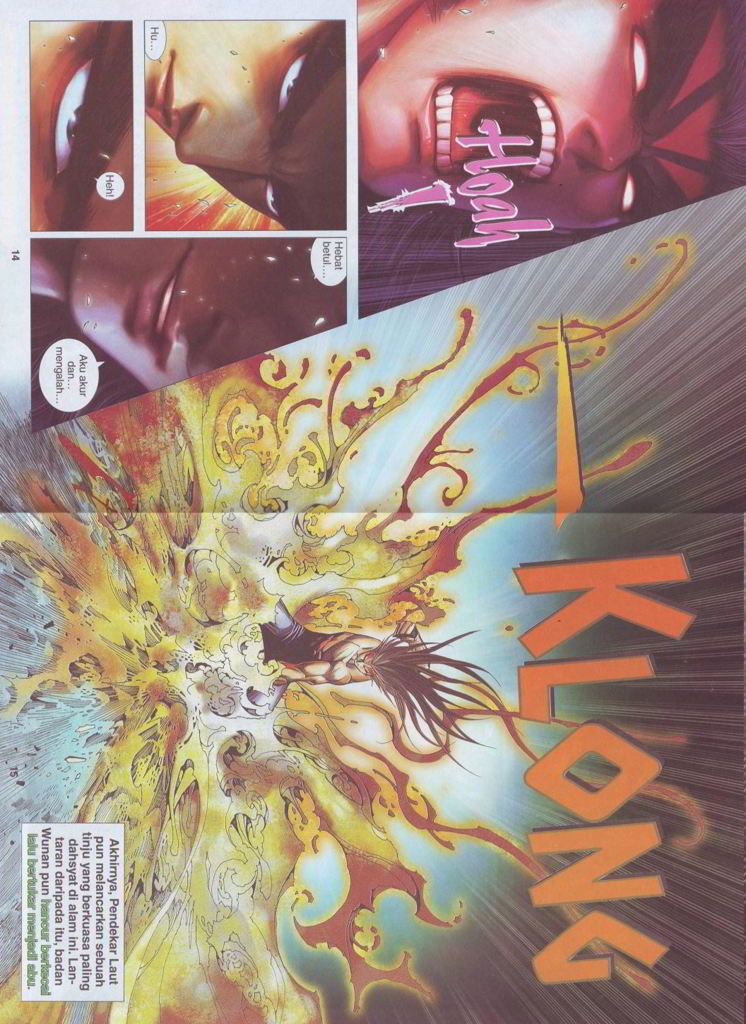 Hoah!
Hu...
Heh!
Hebat
betul....
Aku akur
dan....
mengalah...
14
KLONG
Akhirnya, Pendekar Laut
pun melancarkan sebuah
tinju yang berkuasa paling
dahsyat di alam ini. Lan-
taran daripada itu, badan
Wunan pun hancur berkecai
lalu bertukar menjadi abu.
15